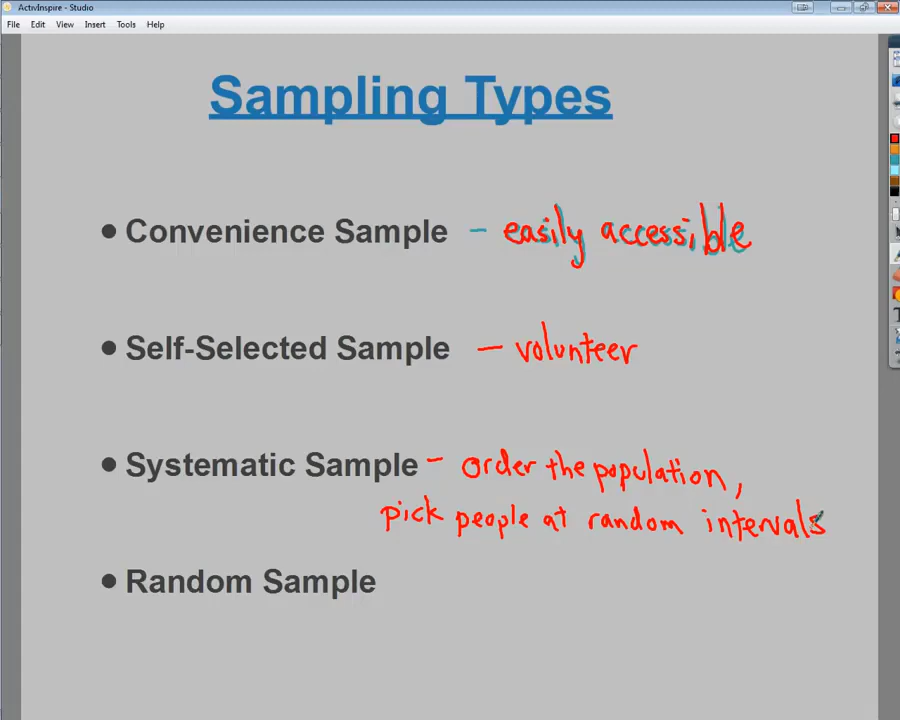 ActivInspire - Studio
File Edit View Insert Tools Help
Sampling Types
• Convenience Sample - easily accessible
• Self-Selected Sample — volunteer
• Systematic Sample - order the population,
pick people at random intervals
• Random Sample